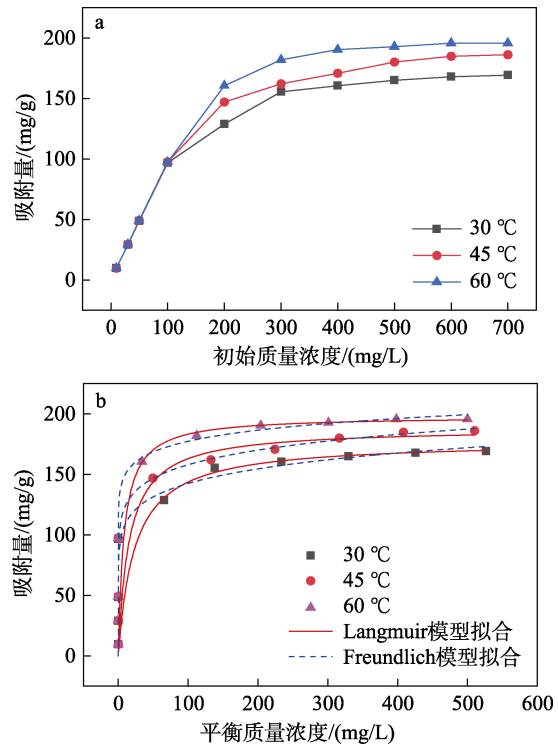 a
200
150
100
50
0
吸附量/(mg/g)
30 ℃
45 ℃
60 ℃
0 100 200 300 400 500 600 700
初始质量浓度/(mg/L)
b
200
150
100
50
0
吸附量/(mg/g)
30 ℃
45 ℃
60 ℃
Langmuir模型拟合
Freundlich模型拟合
0 100 200 300 400 500 600
平衡质量浓度/(mg/L)